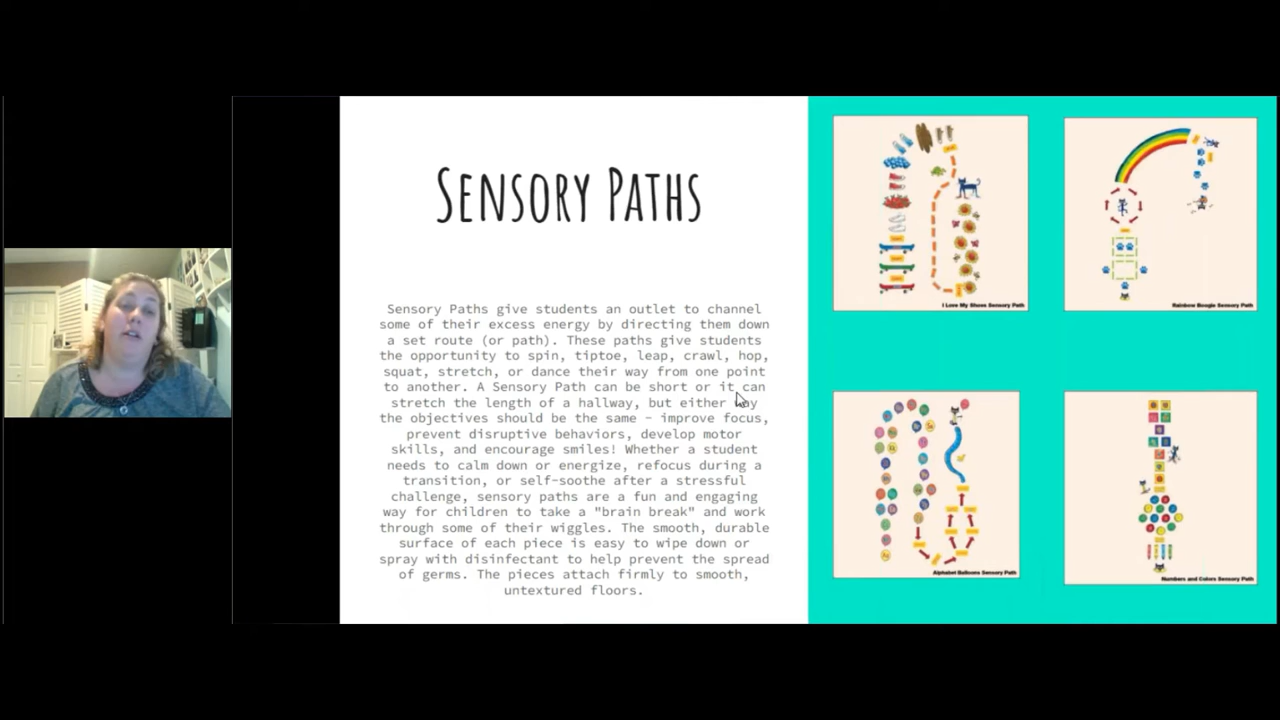 Sensory Paths
Sensory Paths give students an outlet to channel
some of their excess energy by directing them down
a set route (or path). These paths give students
the opportunity to spin, tiptoe, leap, crawl, hop,
squat, stretch, or dance their way from one point
to another. A Sensory Path can be short or it can
stretch the length of a hallway, but either way
the objectives should be the same - improve focus,
prevent disruptive behaviors, develop motor
skills, and encourage smiles! Whether a student
needs to calm down or energize, refocus during a
transition, or self-soothe after a stressful
challenge, sensory paths are a fun and engaging
way for children to take a "brain break" and work
through some of their wiggles. The smooth, durable
surface of each piece is easy to wipe down or
spray with disinfectant to help prevent the spread
of germs. The pieces attach firmly to smooth,
untextured floors.
I Love My Shoes Sensory Path
Rainbow Boogie Sensory Path
Alphabet Balloons Sensory Path
Numbers and Colors Sensory Path